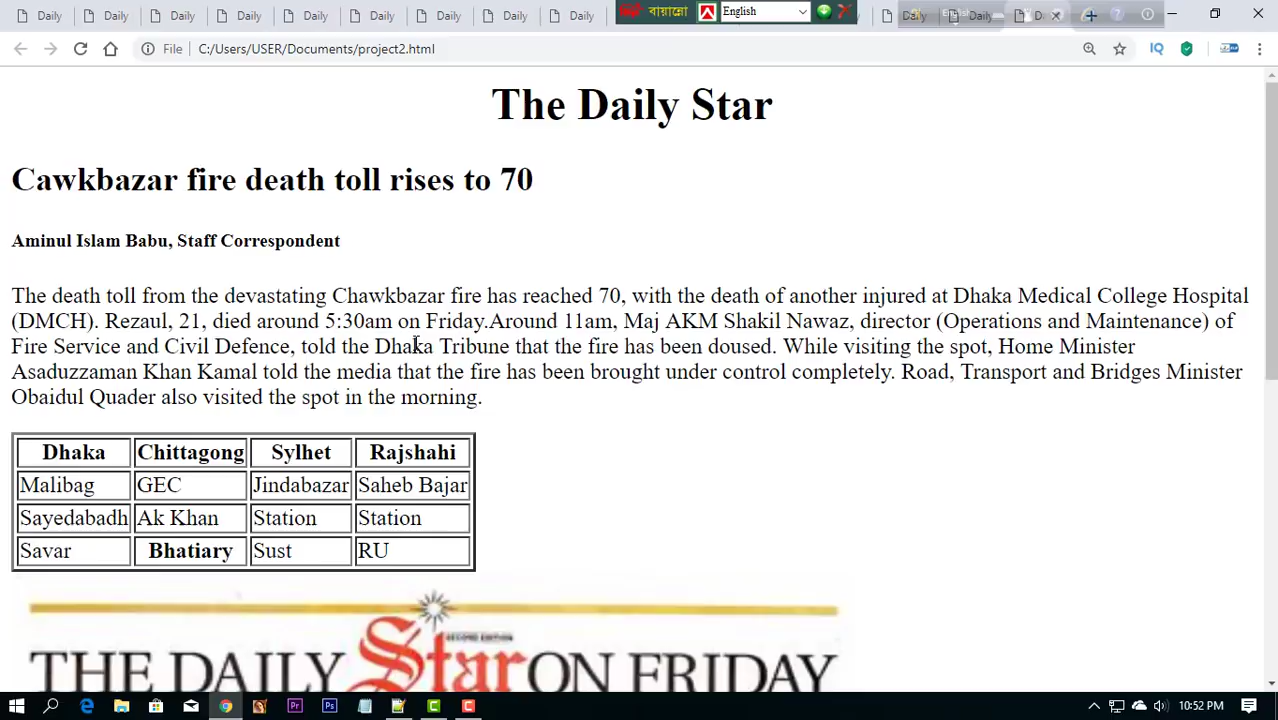 Daily Daily Daily Daily Daily Daily Daily Daily Daily বায়ান্নো English Daily Daily
File C:/Users/USER/Documents/project2.html
The Daily Star
Cawkbazar fire death toll rises to 70
Aminul Islam Babu, Staff Correspondent
The death toll from the devastating Chawkbazar fire has reached 70, with the death of another injured at Dhaka Medical College Hospital
(DMCH). Rezaul, 21, died around 5:30am on Friday.Around 11am, Maj AKM Shakil Nawaz, director (Operations and Maintenance) of
Fire Service and Civil Defence, told the Dhaka Tribune that the fire has been doused. While visiting the spot, Home Minister
Asaduzzaman Khan Kamal told the media that the fire has been brought under control completely. Road, Transport and Bridges Minister
Obaidul Quader also visited the spot in the morning.
Dhaka Chittagong Sylhet Rajshahi
Malibag GEC Jindabazar Saheb Bajar
Sayedabadh Ak Khan Station Station
Savar Bhatiary Sust RU
SECOND EDITION
THE DAILY Star ON FRIDAY
10:52 PM